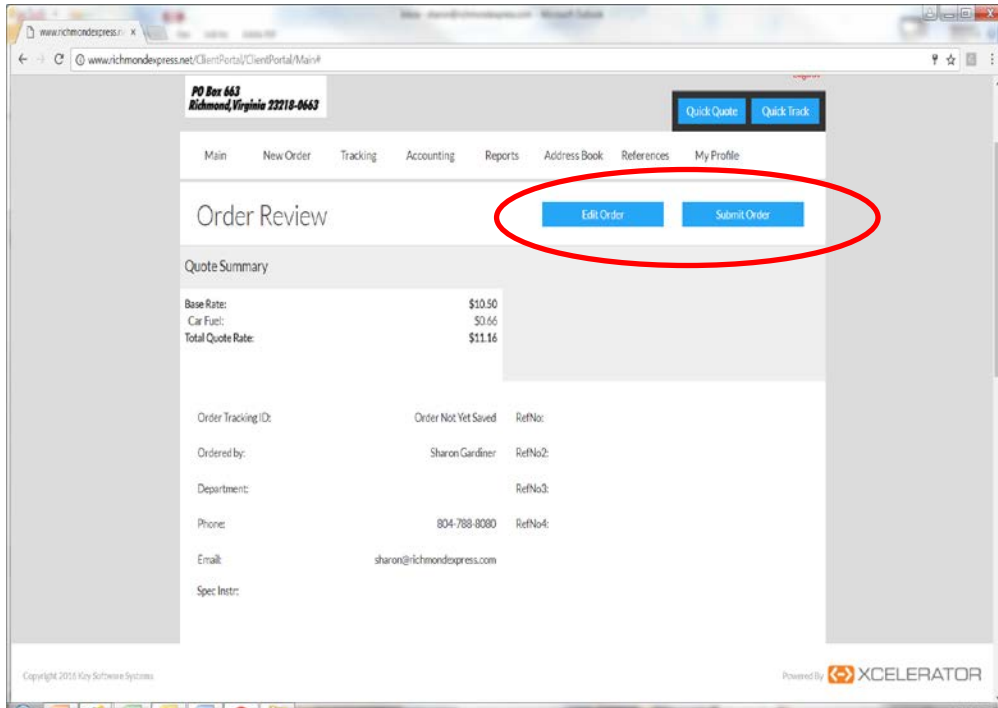 www.richmondexpress.n
www.richmondexpress.net/ClientPortal/ClientPortal/Main#
PO Box 663
Richmond, Virginia 23218-0663
Quick Quote Quick Track
Main New Order Tracking Accounting Reports Address Book References My Profile
Order Review Edit Order Submit Order
Quote Summary
Base Rate: $10.50
Car Fuel: $0.66
Total Quote Rate: $11.16
Order Tracking ID: Order Not Yet Saved RefNo:
Ordered by: Sharon Gardiner RefNo2:
Department: RefNo3:
Phone: 804-788-8080 RefNo4:
Email: sharon@richmondexpress.com
Spec Instr:
Copyright 2016 Key Software Systems Powered By XCELERATOR